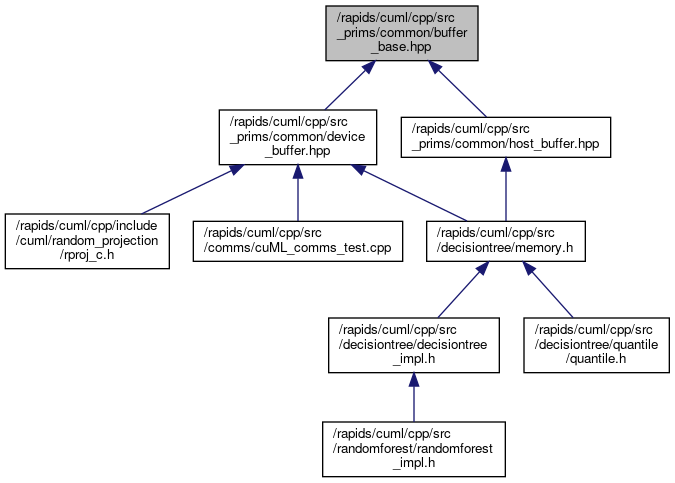 /rapids/cuml/cpp/src
_prims/common/buffer
_base.hpp
/rapids/cuml/cpp/src
_prims/common/device
_buffer.hpp
/rapids/cuml/cpp/src
_prims/common/host_buffer.hpp
/rapids/cuml/cpp/include
/cuml/random_projection
/rproj_c.h
/rapids/cuml/cpp/src
/comms/cuML_comms_test.cpp
/rapids/cuml/cpp/src
/decisiontree/memory.h
/rapids/cuml/cpp/src
/decisiontree/decisiontree
_impl.h
/rapids/cuml/cpp/src
/decisiontree/quantile
/quantile.h
/rapids/cuml/cpp/src
/randomforest/randomforest
_impl.h